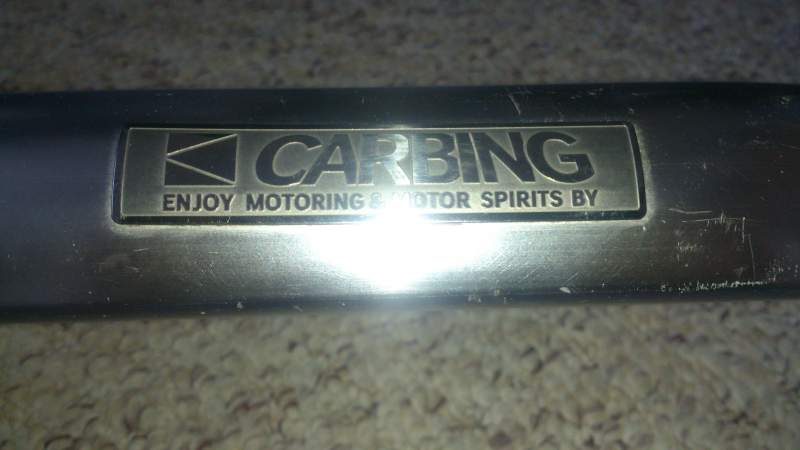 CARBING
ENJOY MOTORING & MOTOR SPIRITS BY